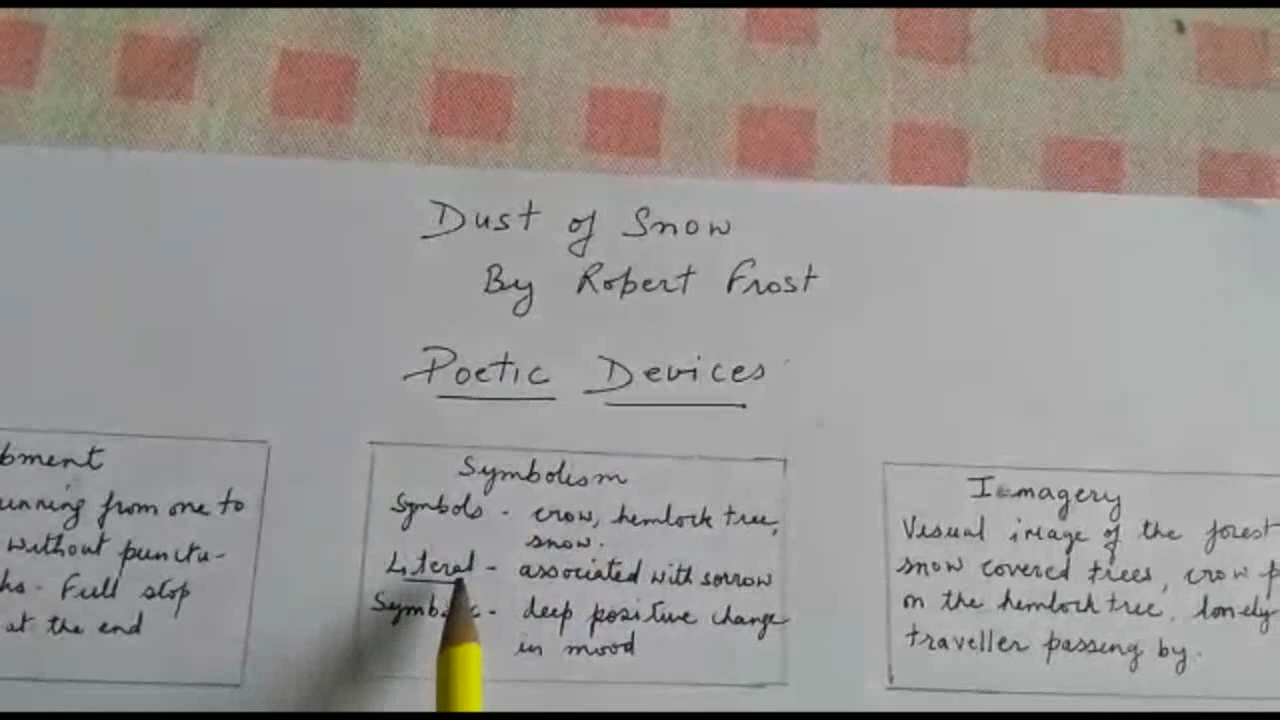 Dust of Snow
By Robert Frost
Poetic Devices
bment
unning from one to
without punctu-
ks. Full stop
at the end
Symbolism
Symbols - crow, hemlock tree,
snow.
Literal - associated with sorrow
Symbolic - deep positive change
in mood
Imagery
Visual image of the forest
snow covered trees, crow p
on the hemlock tree, lonely
traveller passing by.